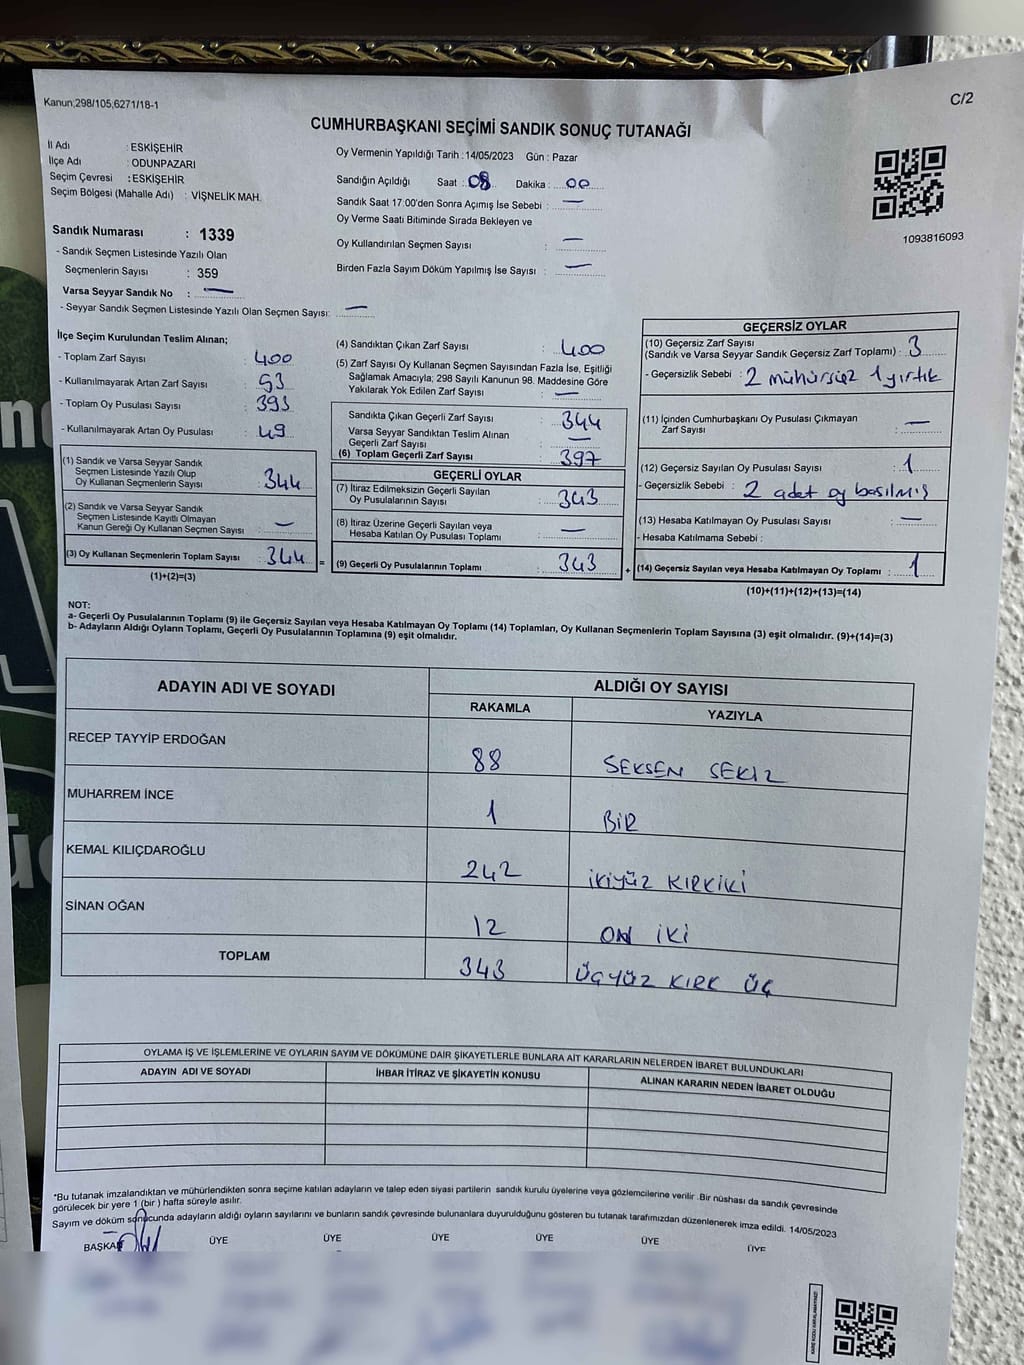 Kanun;298/105,6271/18-1
C/2
CUMHURBAŞKANI SEÇİMİ SANDIK SONUÇ TUTANAĞI
İl Adı : ESKİŞEHİR
İlçe Adı : ODUNPAZARI
Seçim Çevresi : ESKİŞEHİR
Seçim Bölgesi (Mahalle Adı) : VİŞNELİK MAH.
Sandık Numarası : 1339
- Sandık Seçmen Listesinde Yazılı Olan
Seçmenlerin Sayısı : 359
Varsa Seyyar Sandık No : —
- Seyyar Sandık Seçmen Listesinde Yazılı Olan Seçmen Sayısı: —
Oy Vermenin Yapıldığı Tarih : 14/05/2023 Gün : Pazar
Sandığın Açıldığı Saat : 08 Dakika : 00
Sandık Saat 17:00'den Sonra Açımış İse Sebebi : —
Oy Verme Saati Bitiminde Sırada Bekleyen ve
Oy Kullandırılan Seçmen Sayısı : —
Birden Fazla Sayım Döküm Yapılmış İse Sayısı : —
1093816093
İlçe Seçim Kurulundan Teslim Alınan;
- Toplam Zarf Sayısı : 400
- Kullanılmayarak Artan Zarf Sayısı : 53
- Toplam Oy Pusulası Sayısı : 393
- Kullanılmayarak Artan Oy Pusulası : 49
(1) Sandık ve Varsa Seyyar Sandık
Seçmen Listesinde Yazılı Olup
Oy Kullanan Seçmenlerin Sayısı : 344
(2) Sandık ve Varsa Seyyar Sandık
Seçmen Listesinde Kayıtlı Olmayan
Kanun Gereği Oy Kullanan Seçmen Sayısı : —
(3) Oy Kullanan Seçmenlerin Toplam Sayısı : 344 =
(1)+(2)=(3)
(4) Sandıktan Çıkan Zarf Sayısı : 400
(5) Zarf Sayısı Oy Kullanan Seçmen Sayısından Fazla İse, Eşitliği
Sağlamak Amacıyla; 298 Sayılı Kanunun 98. Maddesine Göre
Yakılarak Yok Edilen Zarf Sayısı : —
Sandıkta Çıkan Geçerli Zarf Sayısı : 344
Varsa Seyyar Sandıktan Teslim Alınan
Geçerli Zarf Sayısı : —
(6) Toplam Geçerli Zarf Sayısı : 397
GEÇERLİ OYLAR
(7) İtiraz Edilmeksizin Geçerli Sayılan
Oy Pusulalarının Sayısı : 343
(8) İtiraz Üzerine Geçerli Sayılan veya
Hesaba Katılan Oy Pusulası Toplamı : —
(9) Geçerli Oy Pusulalarının Toplamı : 343 +
GEÇERSİZ OYLAR
(10) Geçersiz Zarf Sayısı
(Sandık ve Varsa Seyyar Sandık Geçersiz Zarf Toplamı) : 3
- Geçersizlik Sebebi : 2 mühürsüz 1 yırtık
(11) İçinden Cumhurbaşkanı Oy Pusulası Çıkmayan
Zarf Sayısı : —
(12) Geçersiz Sayılan Oy Pusulası Sayısı : 1
- Geçersizlik Sebebi : 2 adet oy basılmış
(13) Hesaba Katılmayan Oy Pusulası Sayısı : —
- Hesaba Katılmama Sebebi :
(14) Geçersiz Sayılan veya Hesaba Katılmayan Oy Toplamı : 1
(10)+(11)+(12)+(13)=(14)
NOT:
a- Geçerli Oy Pusulalarının Toplamı (9) ile Geçersiz Sayılan veya Hesaba Katılmayan Oy Toplamı (14) Toplamları, Oy Kullanan Seçmenlerin Toplam Sayısına (3) eşit olmalıdır. (9)+(14)=(3)
b- Adayların Aldığı Oyların Toplamı, Geçerli Oy Pusulalarının Toplamına (9) eşit olmalıdır.
ADAYIN ADI VE SOYADI
ALDIĞI OY SAYISI
RAKAMLA YAZIYLA
RECEP TAYYİP ERDOĞAN 88 SEKSEN SEKİZ
MUHARREM İNCE 1 BİR
KEMAL KILIÇDAROĞLU 242 İKİYÜZ KIRKİKİ
SİNAN OĞAN 12 ON İKİ
TOPLAM 343 ÜÇYÜZ KIRK ÜÇ
OYLAMA İŞ VE İŞLEMLERİNE VE OYLARIN SAYIM VE DÖKÜMÜNE DAİR ŞİKAYETLERLE BUNLARA AİT KARARLARIN NELERDEN İBARET BULUNDUKLARI
ADAYIN ADI VE SOYADI İHBAR İTİRAZ VE ŞİKAYETİN KONUSU ALINAN KARARIN NEDEN İBARET OLDUĞU
*Bu tutanak imzalandıktan ve mühürlendikten sonra seçime katılan adayların ve talep eden siyasi partilerin sandık kurulu üyelerine veya gözlemcilerine verilir .Bir nüshası da sandık çevresinde
görülecek bir yere 1 (bir ) hafta süreyle asılır.
Sayım ve döküm sonucunda adayların aldığı oyların sayılarını ve bunların sandık çevresinde bulunanlara duyurulduğunu gösteren bu tutanak tarafımızdan düzenlenerek imza edildi. 14/05/2023
BAŞKAN ÜYE ÜYE ÜYE ÜYE ÜYE ÜYE